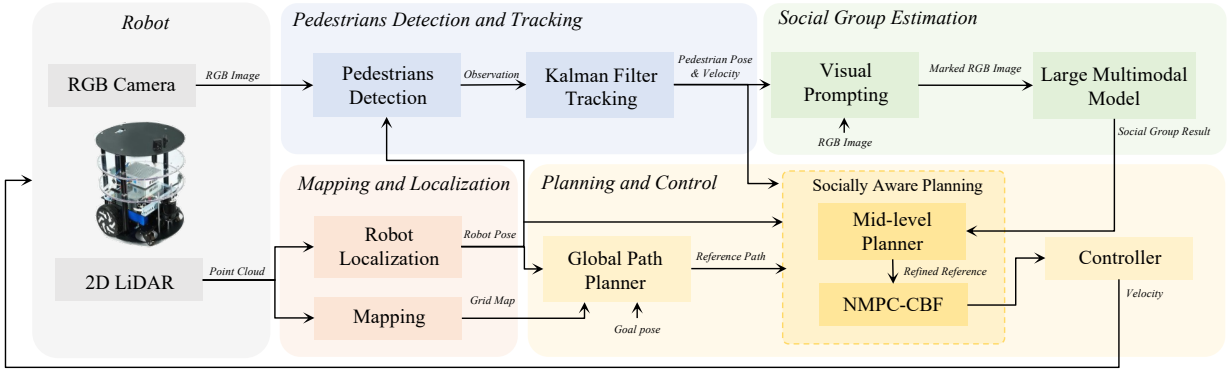 Robot
RGB Camera
RGB Image
2D LiDAR
Point Cloud
Pedestrians Detection and Tracking
Pedestrians
Detection
Observation
Kalman Filter
Tracking
Pedestrian Pose
& Velocity
Social Group Estimation
Visual
Prompting
RGB Image
Marked RGB Image
Large Multimodal
Model
Social Group Result
Mapping and Localization
Robot
Localization
Robot Pose
Mapping
Grid Map
Planning and Control
Global Path
Planner
Goal pose
Reference Path
Socially Aware Planning
Mid-level
Planner
Refined Reference
NMPC-CBF
Controller
Velocity